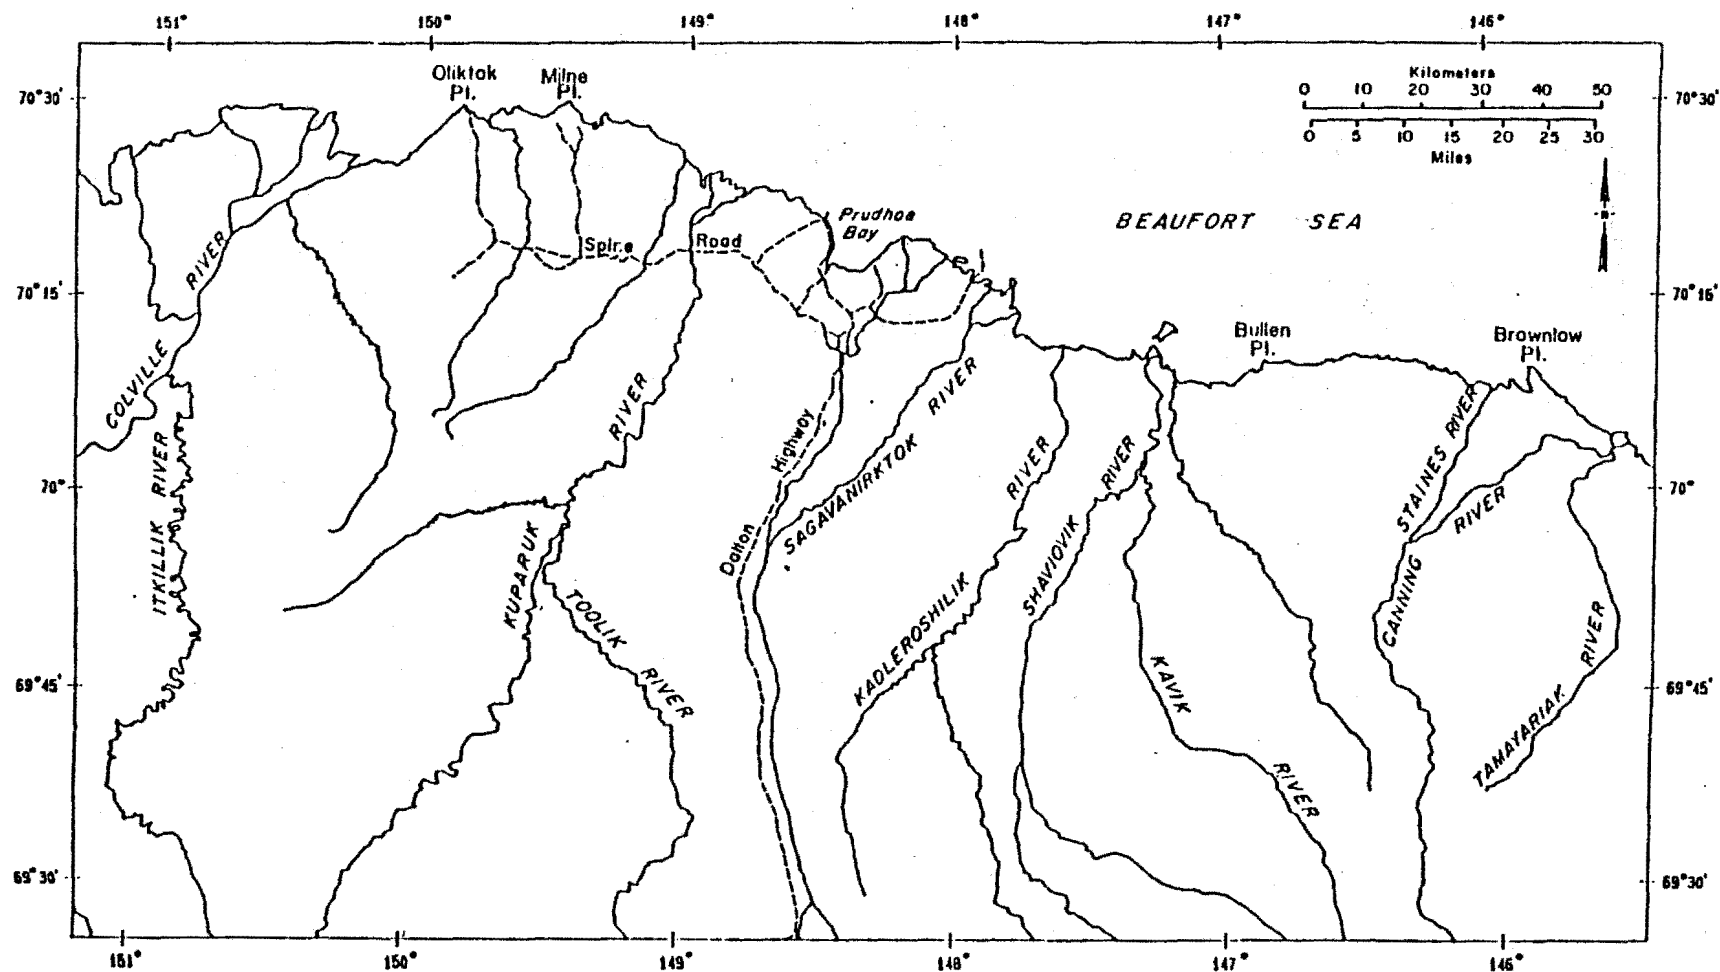 151°
150°
149°
148°
147°
146°
Oliktok
Pt.
Milne
Pt.
Kilometers
0 10 20 30 40 50
0 5 10 15 20 25 30
Miles
70°30'
70°30'
Prudhoe
Bay
BEAUFORT SEA
Spine Road
RIVER
70°15'
70°15'
Bullen
Pt.
Brownlow
Pt.
COLVILLE
RIVER
RIVER
RIVER
STAINES RIVER
Highway
ITKILLIK RIVER
RIVER
RIVER
70°
70°
SAGAVANIRKTOK
RIVER
Dalton
KUPARUK
SHAVIOVIK
TOOLIK
RIVER
KADLEROSHILIK
CANNING
RIVER
KAVIK
RIVER
69°45'
69°45'
TAMAYARIAK
69°30'
69°30'
151°
150°
149°
148°
147°
146°